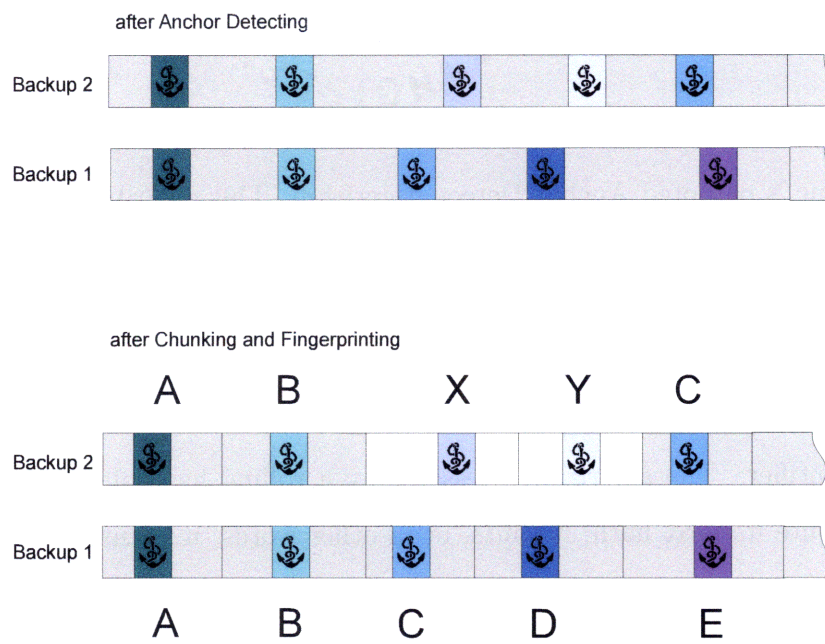 after Anchor Detecting
Backup 2
Backup 1
after Chunking and Fingerprinting
A B X Y C
Backup 2
Backup 1
A B C D E